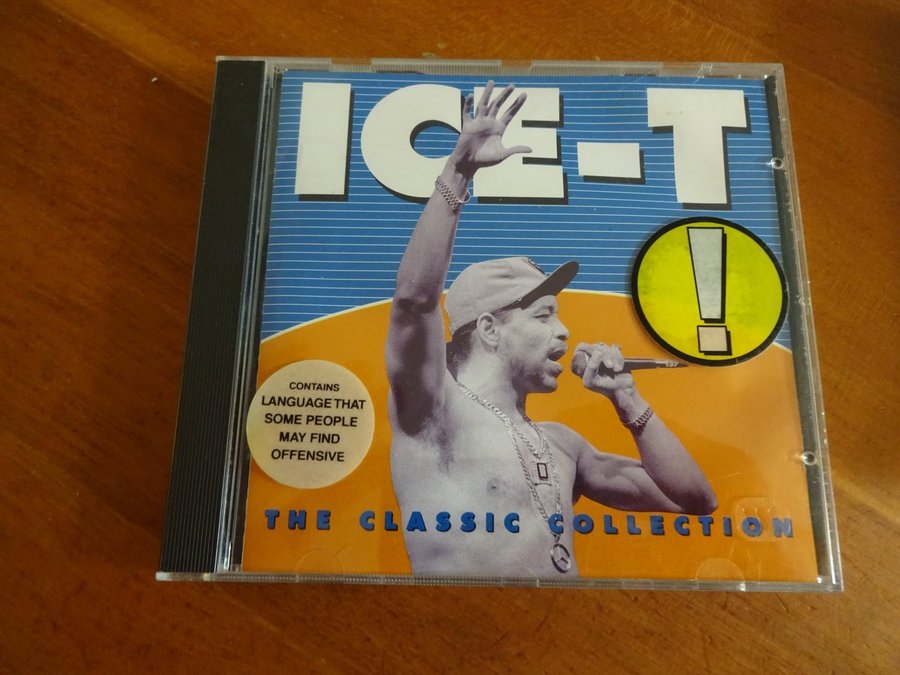 ICE-T
!
CONTAINS
LANGUAGE THAT
SOME PEOPLE
MAY FIND
OFFENSIVE
THE CLASSIC COLLECTION